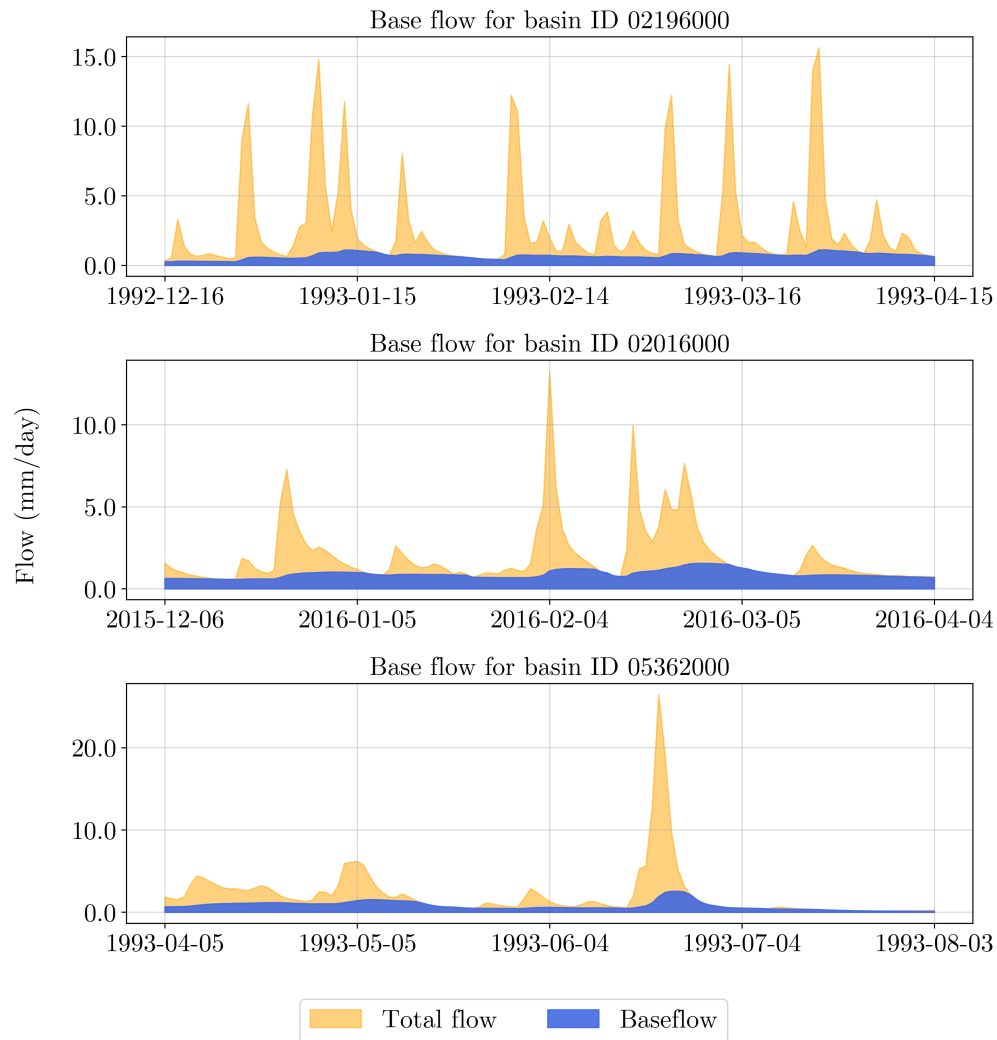 Base flow for basin ID 02196000
15.0
10.0
5.0
0.0
1992-12-16 1993-01-15 1993-02-14 1993-03-16 1993-04-15
Base flow for basin ID 02016000
10.0
5.0
0.0
2015-12-06 2016-01-05 2016-02-04 2016-03-05 2016-04-04
Flow (mm/day)
Base flow for basin ID 05362000
20.0
10.0
0.0
1993-04-05 1993-05-05 1993-06-04 1993-07-04 1993-08-03
Total flow Baseflow